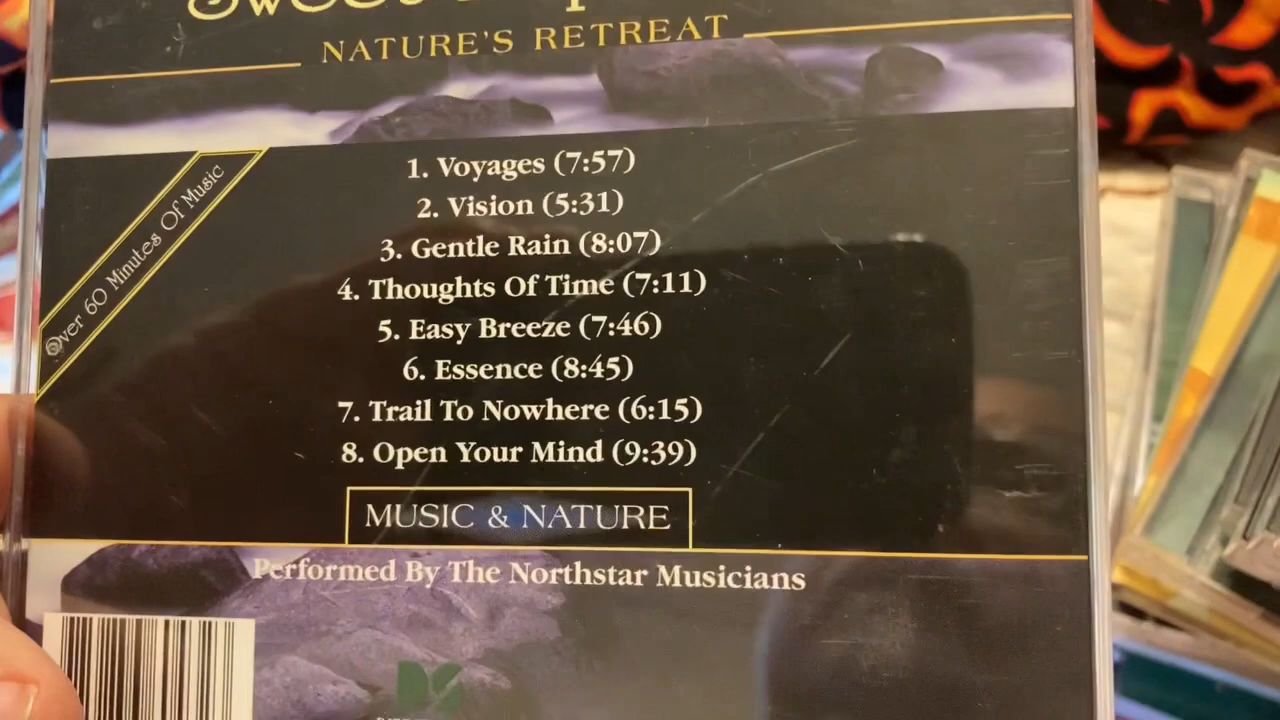 NATURE'S RETREAT
Over 60 Minutes Of Music
1. Voyages (7:57)
2. Vision (5:31)
3. Gentle Rain (8:07)
4. Thoughts Of Time (7:11)
5. Easy Breeze (7:46)
6. Essence (8:45)
7. Trail To Nowhere (6:15)
8. Open Your Mind (9:39)
MUSIC & NATURE
Performed By The Northstar Musicians